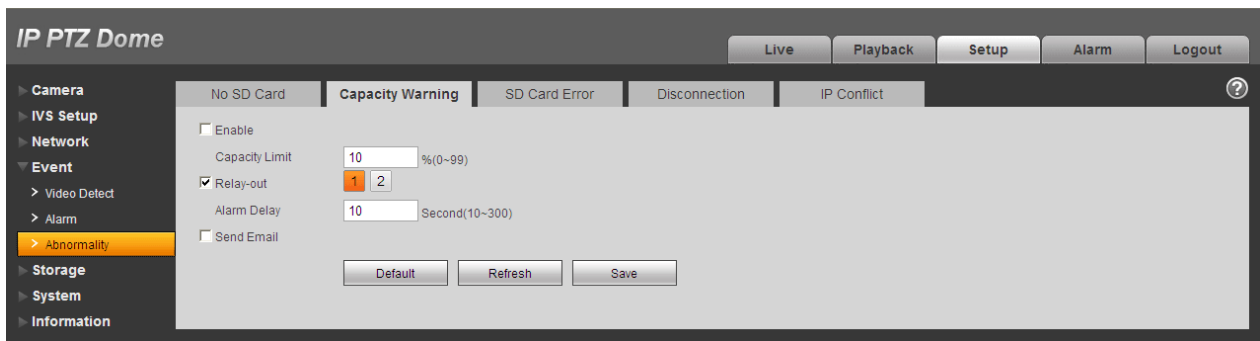 IP PTZ Dome
Live Playback Setup Alarm Logout
Camera
IVS Setup
Network
Event
Video Detect
Alarm
Abnormality
Storage
System
Information
No SD Card Capacity Warning SD Card Error Disconnection IP Conflict ?
Enable
Capacity Limit 10 %(0~99)
Relay-out 1 2
Alarm Delay 10 Second(10~300)
Send Email
Default Refresh Save